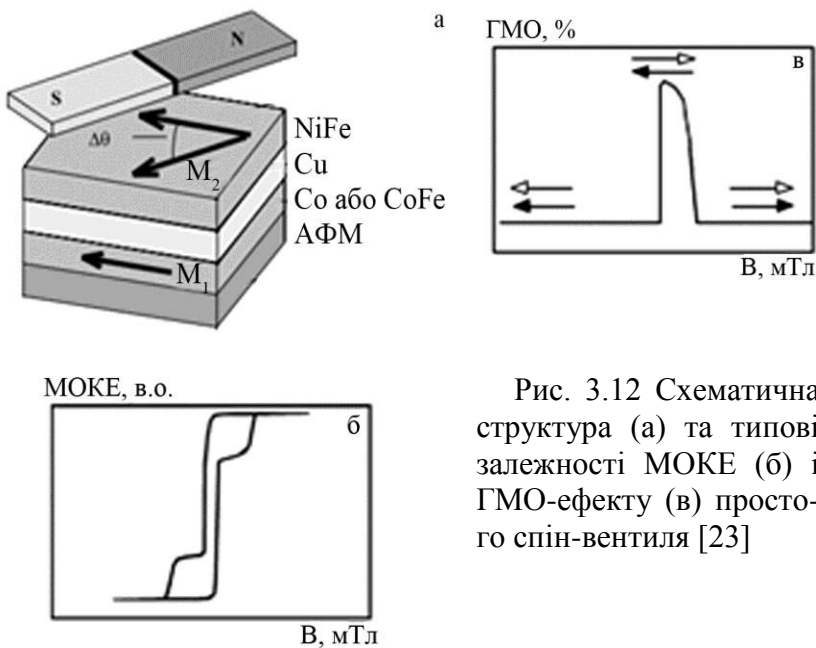 а
N
S
Δθ
M2
NiFe
Cu
Co або CoFe
АФМ
M1
ГМО, %
в
В, мТл
МОКЕ, в.о.
б
В, мТл
Рис. 3.12 Схематична
структура (а) та типові
залежності МОКЕ (б) і
ГМО-ефекту (в) просто-
го спін-вентиля [23]